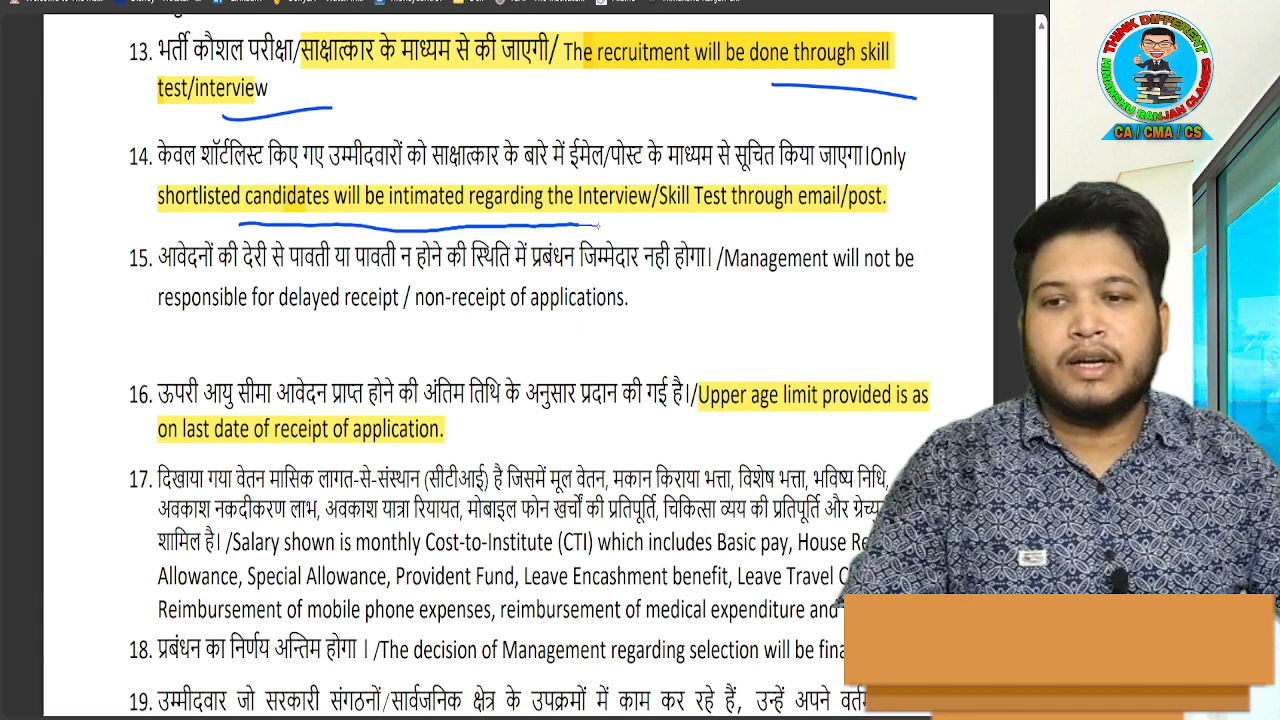 13. भर्ती कौशल परीक्षा/साक्षात्कार के माध्यम से की जाएगी/ The recruitment will be done through skill
test/interview
14. केवल शॉर्टलिस्ट किए गए उम्मीदवारों को साक्षात्कार के बारे में ईमेल/पोस्ट के माध्यम से सूचित किया जाएगा।Only
shortlisted candidates will be intimated regarding the Interview/Skill Test through email/post.
15. आवेदनों की देरी से पावती या पावती न होने की स्थिति में प्रबंधन जिम्मेदार नही होगा। /Management will not be
responsible for delayed receipt / non-receipt of applications.
16. ऊपरी आयु सीमा आवेदन प्राप्त होने की अंतिम तिथि के अनुसार प्रदान की गई है।/Upper age limit provided is as
on last date of receipt of application.
17. दिखाया गया वेतन मासिक लागत-से-संस्थान (सीटीआई) है जिसमें मूल वेतन, मकान किराया भत्ता, विशेष भत्ता, भविष्य निधि,
अवकाश नकदीकरण लाभ, अवकाश यात्रा रियायत, मोबाइल फोन खर्चों की प्रतिपूर्ति, चिकित्सा व्यय की प्रतिपूर्ति और
शामिल है। /Salary shown is monthly Cost-to-Institute (CTI) which includes Basic pay, House
Allowance, Special Allowance, Provident Fund, Leave Encashment benefit, Leave Travel
Reimbursement of mobile phone expenses, reimbursement of medical expenditure and
18. प्रबंधन का निर्णय अन्तिम होगा । /The decision of Management regarding selection will be
19. उम्मीदवार जो सरकारी संगठनों/सार्वजनिक क्षेत्र के उपक्रमों में काम कर रहे हैं, उन्हें अपने
THINK DIFFERENT
HIMANSHU RANJAN CLASSES
CA / CMA / CS